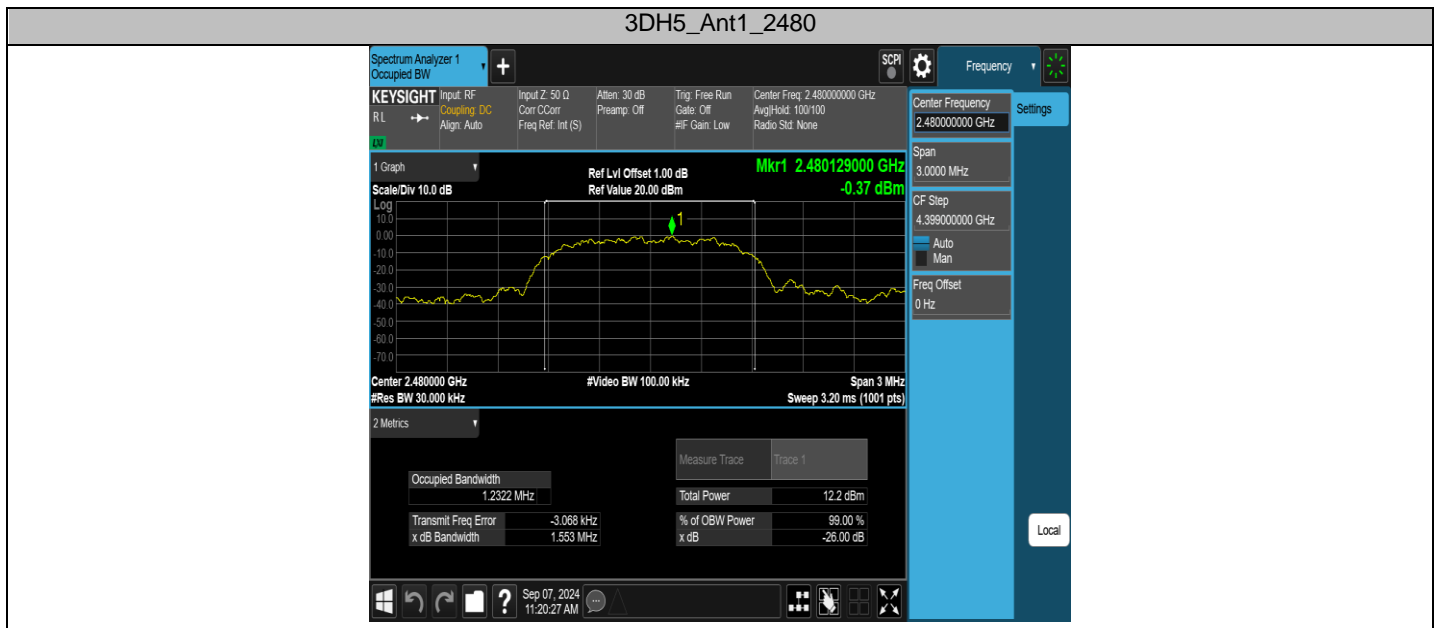 3DH5_Ant1_2480
Spectrum Analyzer 1
Occupied BW
+
SCPI
Frequency
KEYSIGHT
RL
LXI
Input: RF
Coupling: DC
Align: Auto
Input Z: 50 Ω
Corr CCorr
Freq Ref: Int (S)
Atten: 30 dB
Preamp: Off
Trig: Free Run
Gate: Off
#IF Gain: Low
Center Freq: 2.480000000 GHz
Avg|Hold: 100/100
Radio Std: None
Center Frequency
2.480000000 GHz
Settings
Span
3.0000 MHz
CF Step
4.399000000 GHz
Auto
Man
Freq Offset
0 Hz
Local
1 Graph
Scale/Div 10.0 dB
Ref Lvl Offset 1.00 dB
Ref Value 20.00 dBm
Mkr1 2.480129000 GHz
-0.37 dBm
Log
10.0
0.00
-10.0
-20.0
-30.0
-40.0
-50.0
-60.0
-70.0
1
Center 2.480000 GHz
#Video BW 100.00 kHz
Span 3 MHz
#Res BW 30.000 kHz
Sweep 3.20 ms (1001 pts)
2 Metrics
Measure Trace
Trace 1
Occupied Bandwidth
1.2322 MHz
Total Power
12.2 dBm
Transmit Freq Error
-3.068 kHz
% of OBW Power
99.00 %
x dB Bandwidth
1.553 MHz
x dB
-26.00 dB
?
Sep 07, 2024
11:20:27 AM